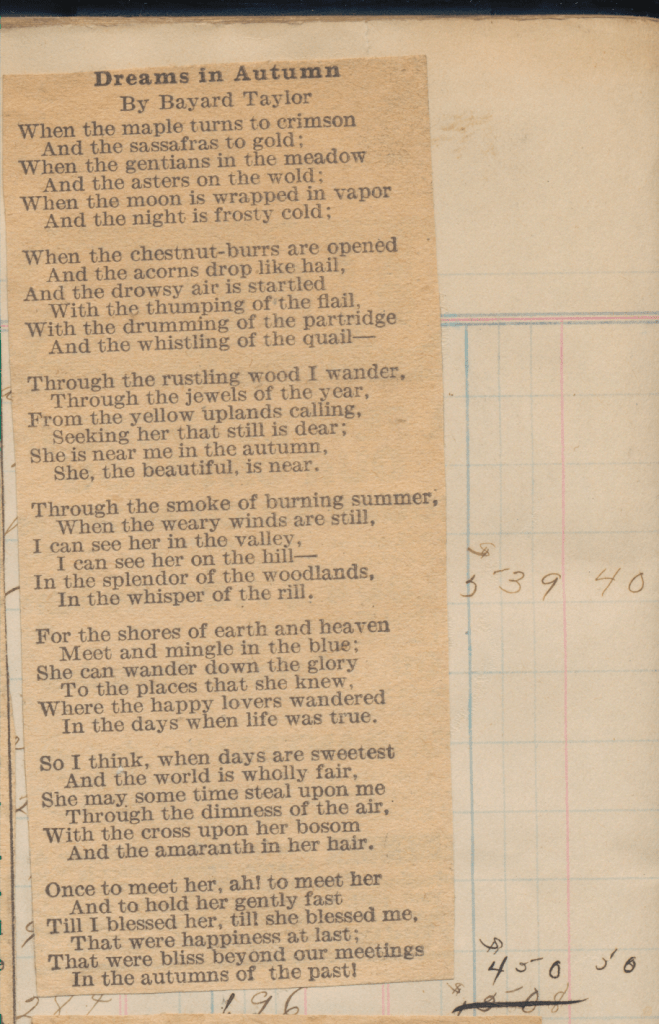 Dreams in Autumn
By Bayard Taylor
When the maple turns to crimson
And the sassafras to gold;
When the gentians in the meadow
And the asters on the wold;
When the moon is wrapped in vapor
And the night is frosty cold;
When the chestnut-burrs are opened
And the acorns drop like hail,
And the drowsy air is startled
With the thumping of the flail,
With the drumming of the partridge
And the whistling of the quail—
Through the rustling wood I wander,
Through the jewels of the year,
From the yellow uplands calling,
Seeking her that still is dear;
She is near me in the autumn,
She, the beautiful, is near.
Through the smoke of burning summer,
When the weary winds are still,
I can see her in the valley,
I can see her on the hill—
In the splendor of the woodlands,
In the whisper of the rill.
For the shores of earth and heaven
Meet and mingle in the blue;
She can wander down the glory
To the places that she knew,
Where the happy lovers wandered
In the days when life was true.
So I think, when days are sweetest
And the world is wholly fair,
She may some time steal upon me
Through the dimness of the air,
With the cross upon her bosom
And the amaranth in her hair.
Once to meet her, ah! to meet her
And to hold her gently fast
Till I blessed her, till she blessed me,
That were happiness at last;
That were bliss beyond our meetings
In the autumns of the past!
$
539 40
$
450 50
196